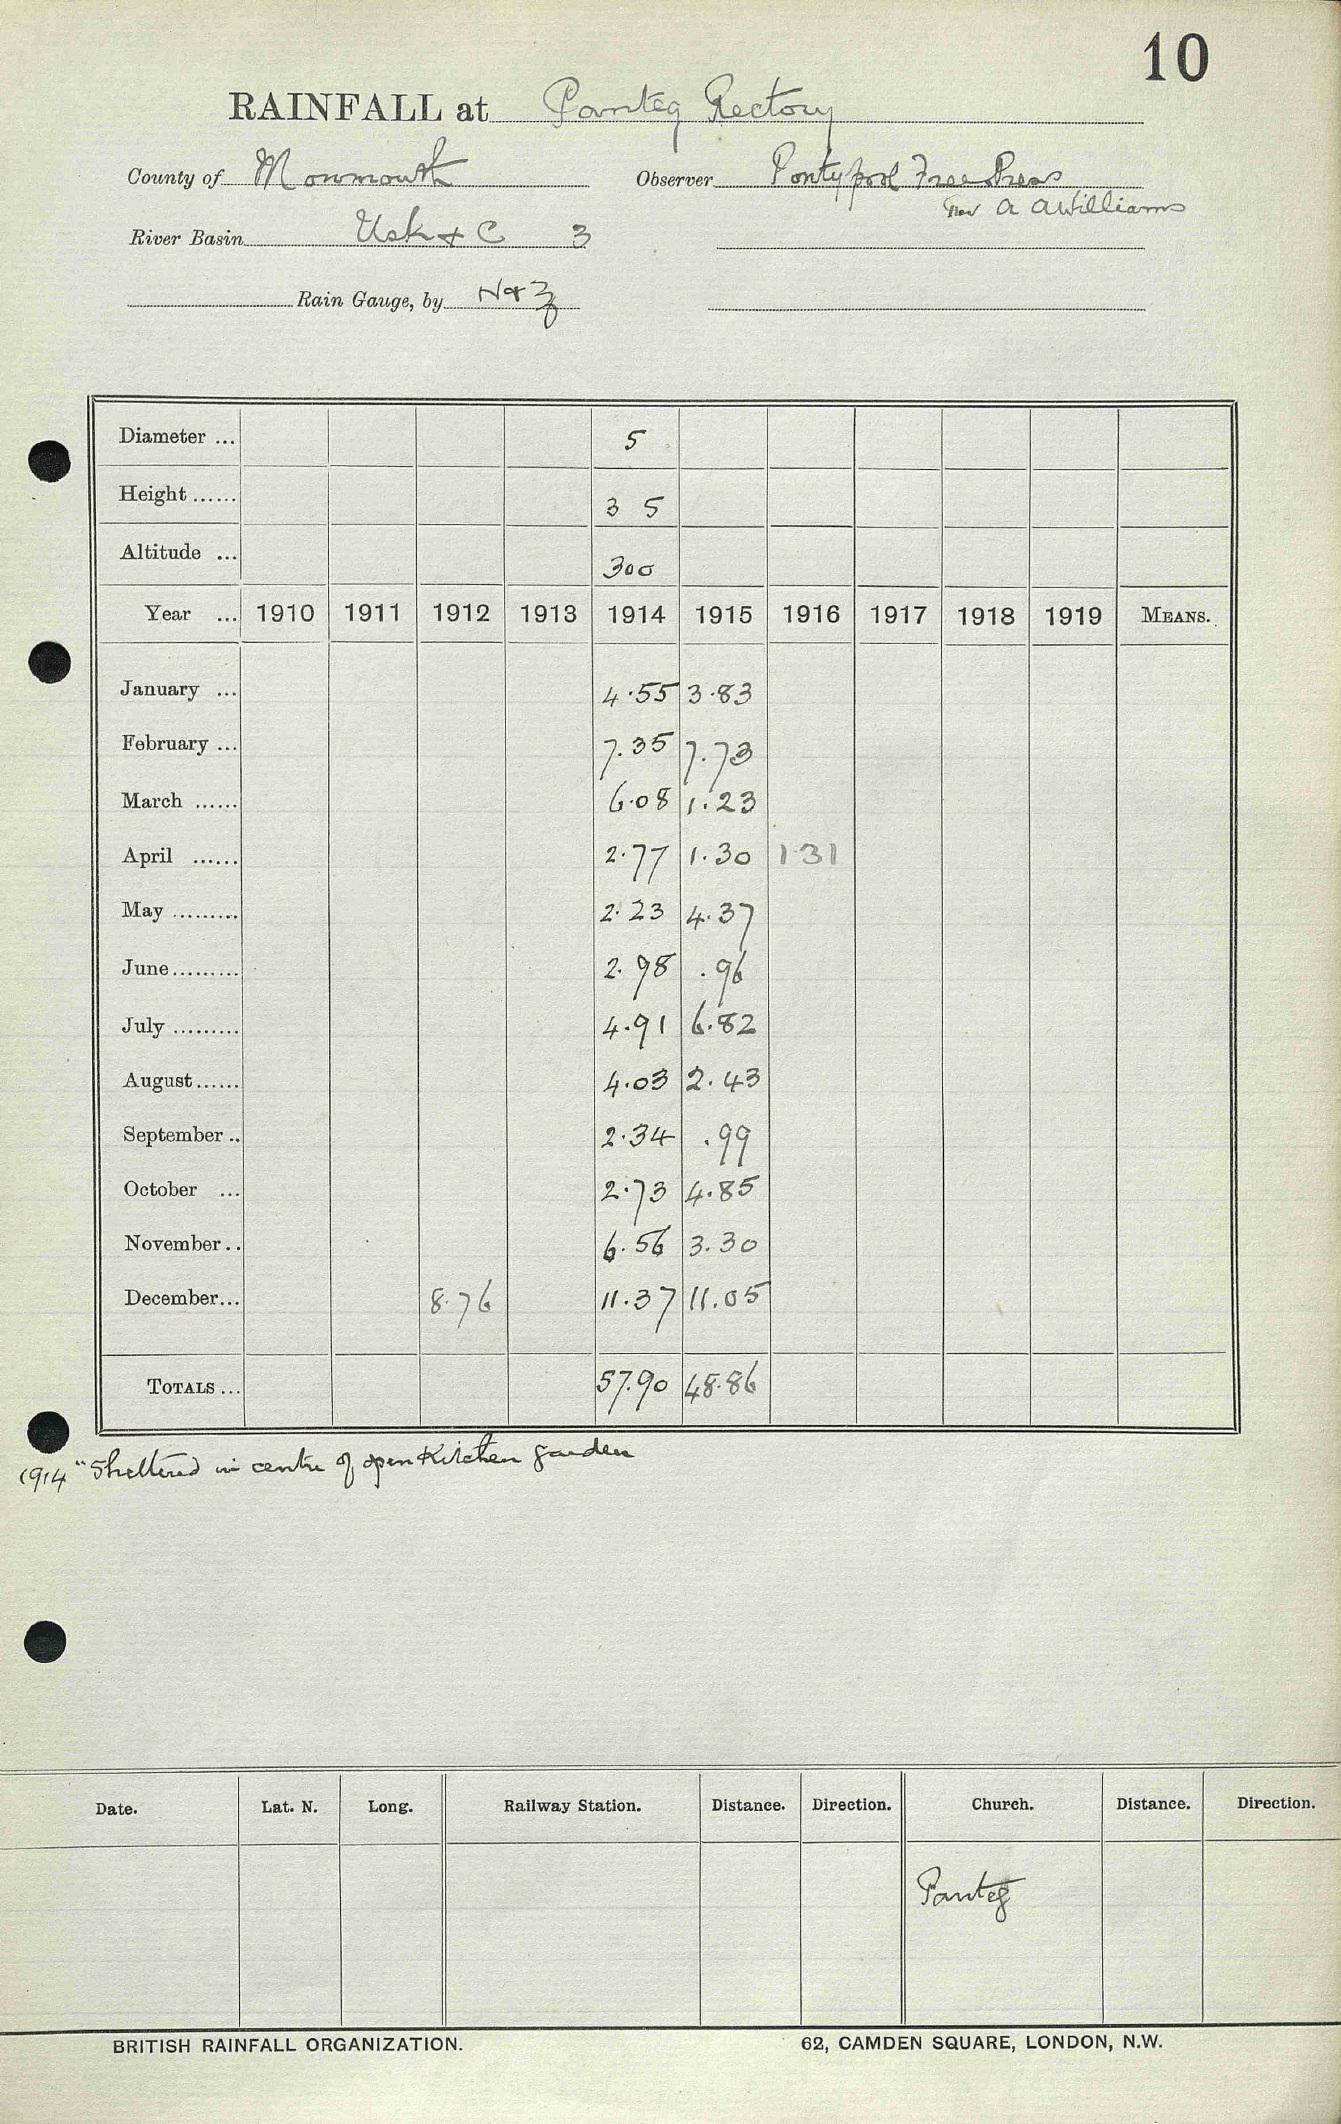 10
RAINFALL at Panteg Rectory
County of Monmouth Observer Pontypool Free Press
Rev A A Williams
River Basin Usk & C 3
Rain Gauge, by N & Z
Diameter ... 5
Height ...... 3 5
Altitude ... 300
Year ... 1910 1911 1912 1913 1914 1915 1916 1917 1918 1919 MEANS.
January ... 4.55 3.83
February ... 7.35 7.73
March ...... 6.08 1.23
April ...... 2.77 1.30 1.31
May ......... 2.23 4.37
June ......... 2.98 .96
July ......... 4.91 6.82
August ...... 4.03 2.43
September .. 2.34 .99
October ... 2.73 4.85
November .. 6.56 3.30
December ... 8.76 11.37 11.05
TOTALS ... 57.90 48.86
1914 "Sheltered in centre of open Kitchen garden
Date. Lat. N. Long. Railway Station. Distance. Direction. Church. Distance. Direction.
Panteg
BRITISH RAINFALL ORGANIZATION. 62, CAMDEN SQUARE, LONDON, N.W.